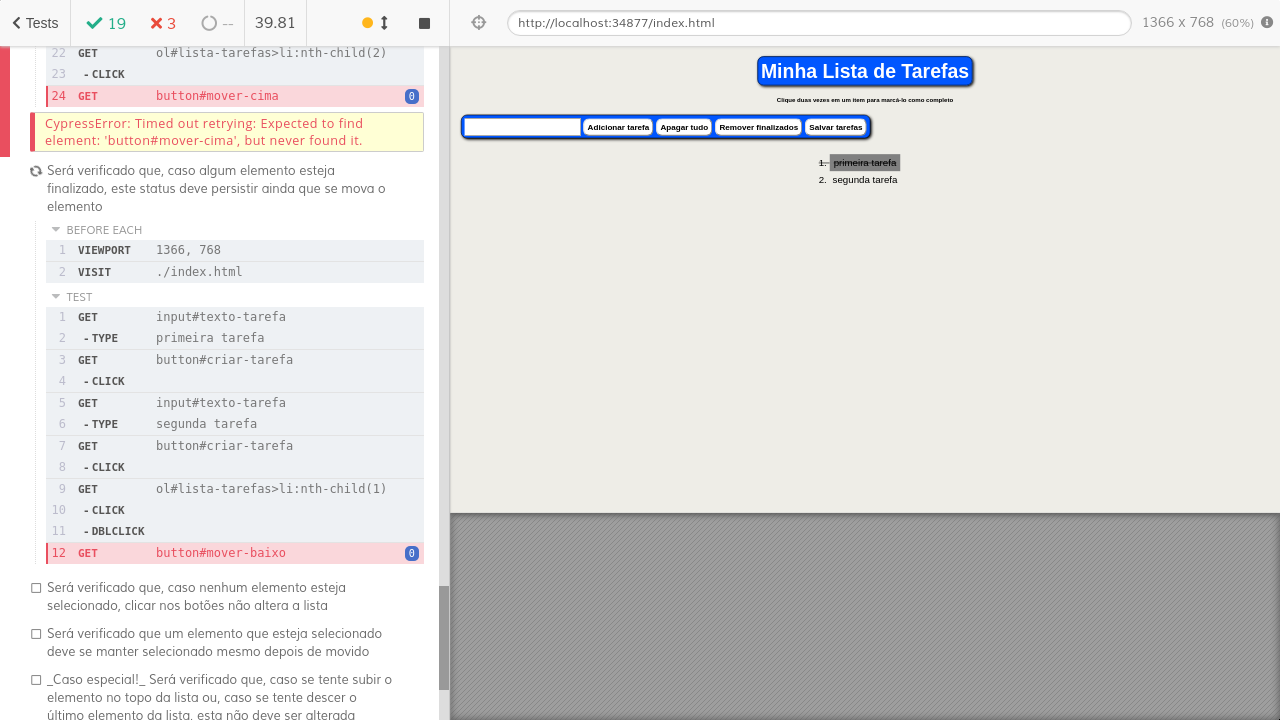 Tests 19 3 -- 39.81
http://localhost:34877/index.html 1366 x 768 (60%)
22 GET ol#lista-tarefas>li:nth-child(2)
23 -CLICK
24 GET button#mover-cima 0
CypressError: Timed out retrying: Expected to find
element: 'button#mover-cima', but never found it.
Será verificado que, caso algum elemento esteja
finalizado, este status deve persistir ainda que se mova o
elemento
BEFORE EACH
1 VIEWPORT 1366, 768
2 VISIT ./index.html
TEST
1 GET input#texto-tarefa
2 -TYPE primeira tarefa
3 GET button#criar-tarefa
4 -CLICK
5 GET input#texto-tarefa
6 -TYPE segunda tarefa
7 GET button#criar-tarefa
8 -CLICK
9 GET ol#lista-tarefas>li:nth-child(1)
10 -CLICK
11 -DBLCLICK
12 GET button#mover-baixo 0
Será verificado que, caso nenhum elemento esteja
selecionado, clicar nos botões não altera a lista
Será verificado que um elemento que esteja selecionado
deve se manter selecionado mesmo depois de movido
_Caso especial!_ Será verificado que, caso se tente subir o
elemento no topo da lista ou, caso se tente descer o
último elemento da lista, esta não deve ser alterada
Minha Lista de Tarefas
Clique duas vezes em um item para marcá-lo como completo
Adicionar tarefa Apagar tudo Remover finalizados Salvar tarefas
1. primeira tarefa
2. segunda tarefa